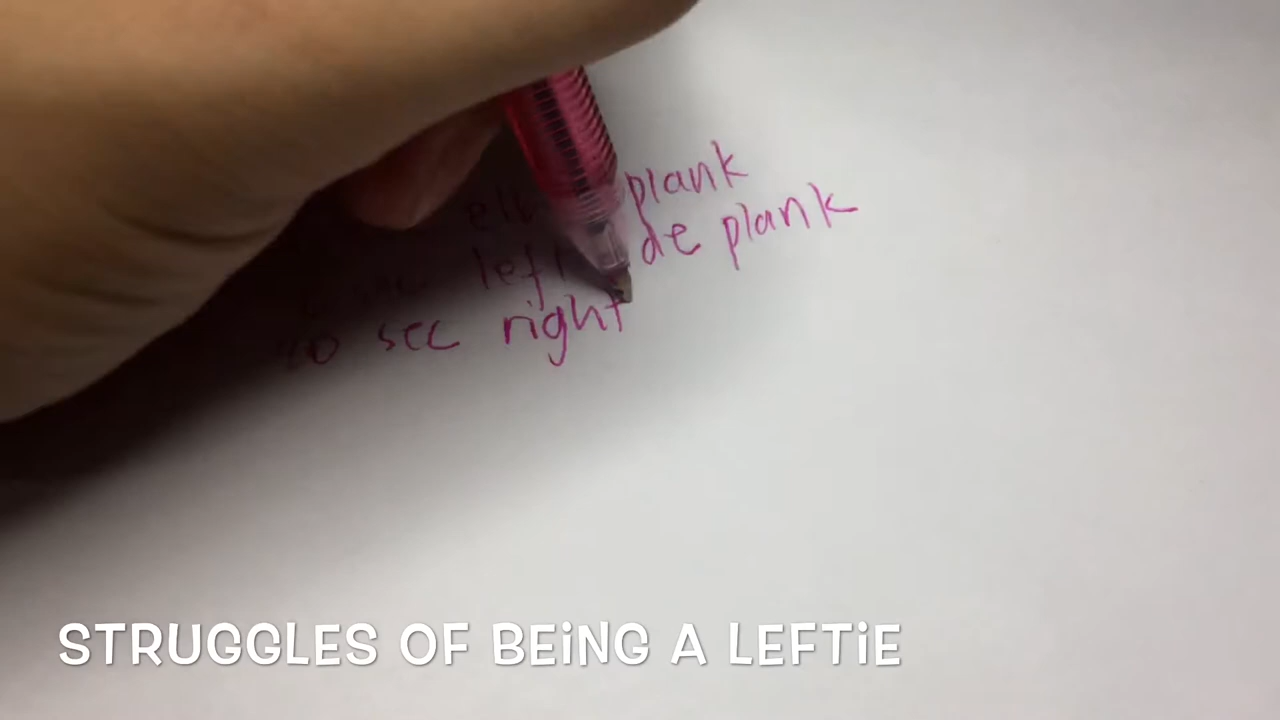 plank
left de plank
sec right
STRUGGLES OF BEING A LEFTIE